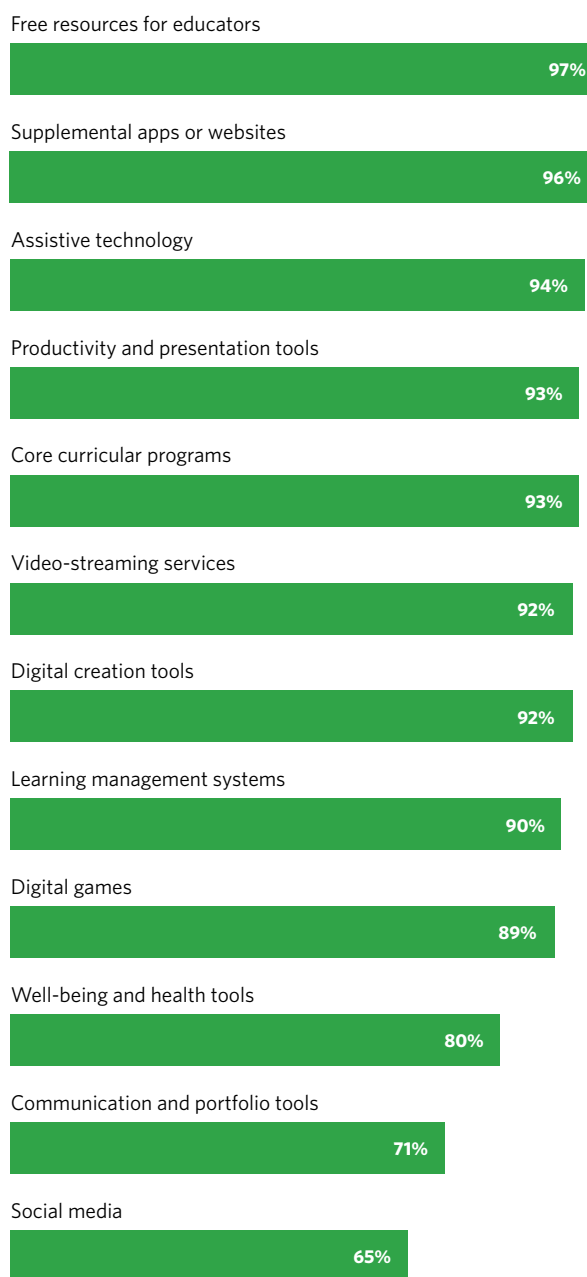 Free resources for educators
97%
Supplemental apps or websites
96%
Assistive technology
94%
Productivity and presentation tools
93%
Core curricular programs
93%
Video-streaming services
92%
Digital creation tools
92%
Learning management systems
90%
Digital games
89%
Well-being and health tools
80%
Communication and portfolio tools
71%
Social media
65%